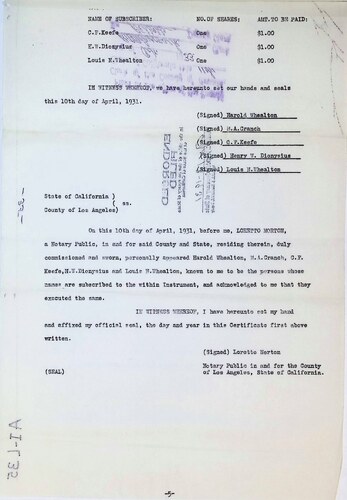 NAME OF SUBSCRIBER: NO. OF SHARES: AMT. TO BE PAID:
C.F.Keefe One $1.00
H.W.Dionysius One $1.00
Louis N.Whealton One $1.00
IN WITNESS WHEREOF, we have hereunto set our hands and seals
this 10th day of April, 1931.
(Signed) Harold Whealton
(Signed) M.A.Cranch
(Signed) C.F.Keefe
(Signed) Henry W. Dionysius
(Signed) Louis N.Whealton
ENDORSED
FILED
State of California )
) ss.
County of Los Angeles)
On this 10th day of April, 1931, before me, LORETTO NORTON,
a Notary Public, in and for said County and State, residing therein, duly
commissioned and sworn, personally appeared Harold Whealton, M.A.Cranch, C.F.
Keefe,H.W.Dionysius and Louis N.Whealton, known to me to be the persons whose
names are subscribed to the within Instrument, and acknowledged to me that they
executed the same.
IN WITNESS WHEREOF, I have hereunto set my hand
and affixed my official seal, the day and year in this Certificate first above
written.
(Signed) Loretto Norton
Notary Public in and for the County
of Los Angeles, State of California.
(SEAL)
-5-